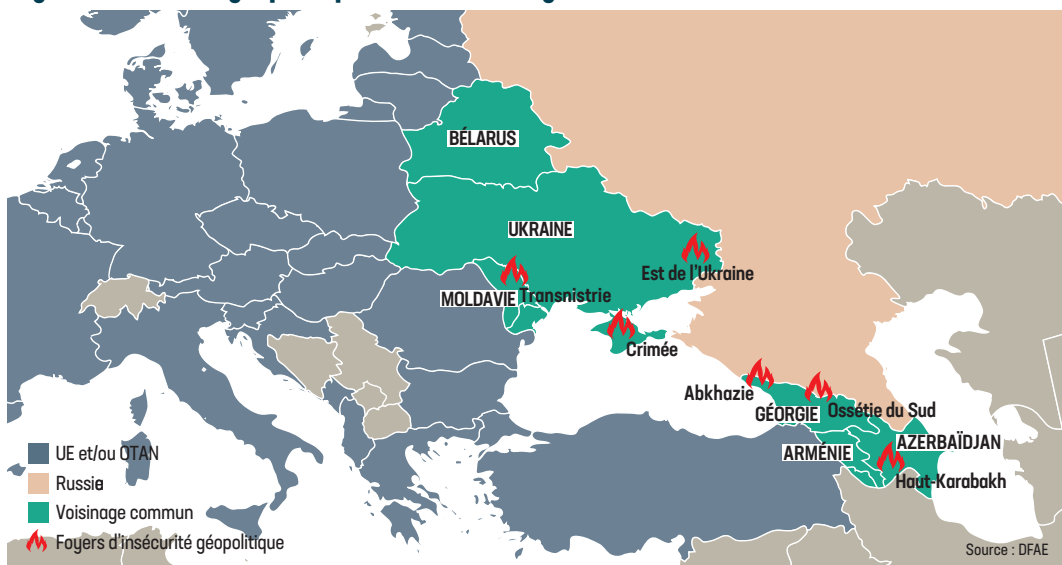 BÉLARUS
UKRAINE
Est de l'Ukraine
MOLDAVIE
Transnistrie
Crimée
Abkhazie
GÉORGIE
Ossétie du Sud
ARMÉNIE
AZERBAÏDJAN
Haut-Karabakh
UE et/ou OTAN
Russie
Voisinage commun
Foyers d'insécurité géopolitique
Source : DFAE